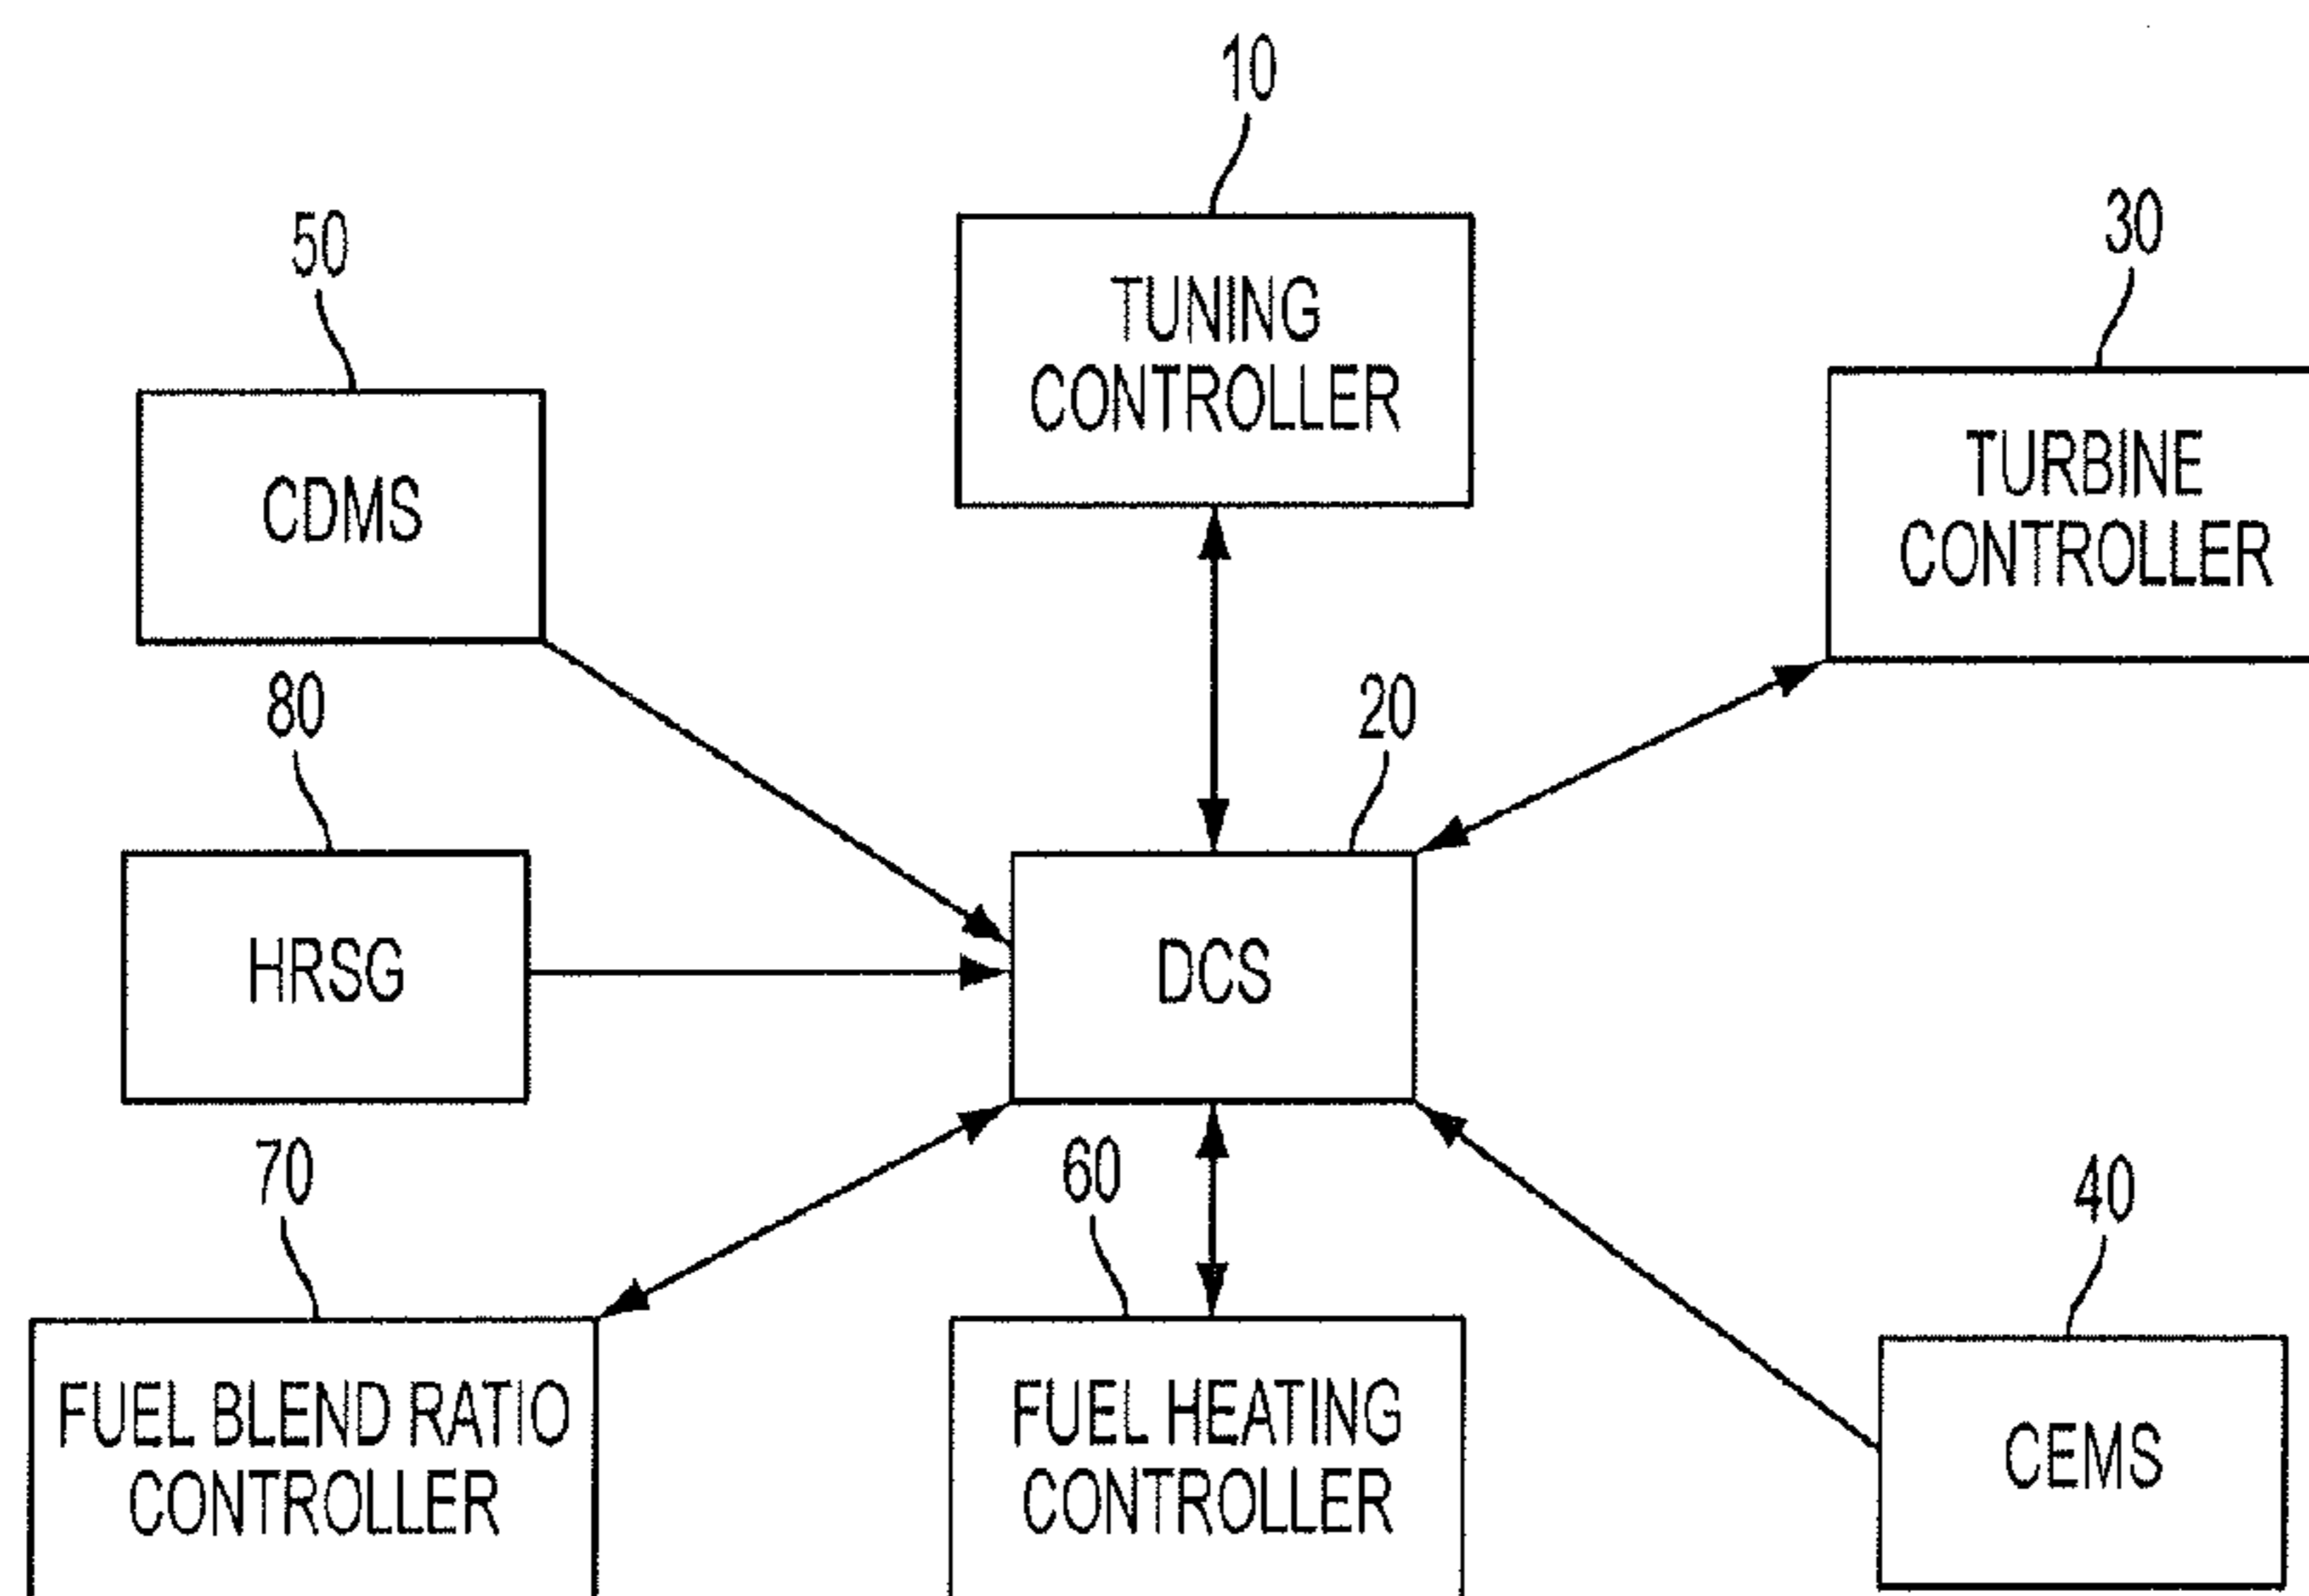 10
50
TUNING
CONTROLLER
30
CDMS
TURBINE
CONTROLLER
80
20
HRSG
DCS
70
60
40
FUEL BLEND RATIO
CONTROLLER
FUEL HEATING
CONTROLLER
CEMS